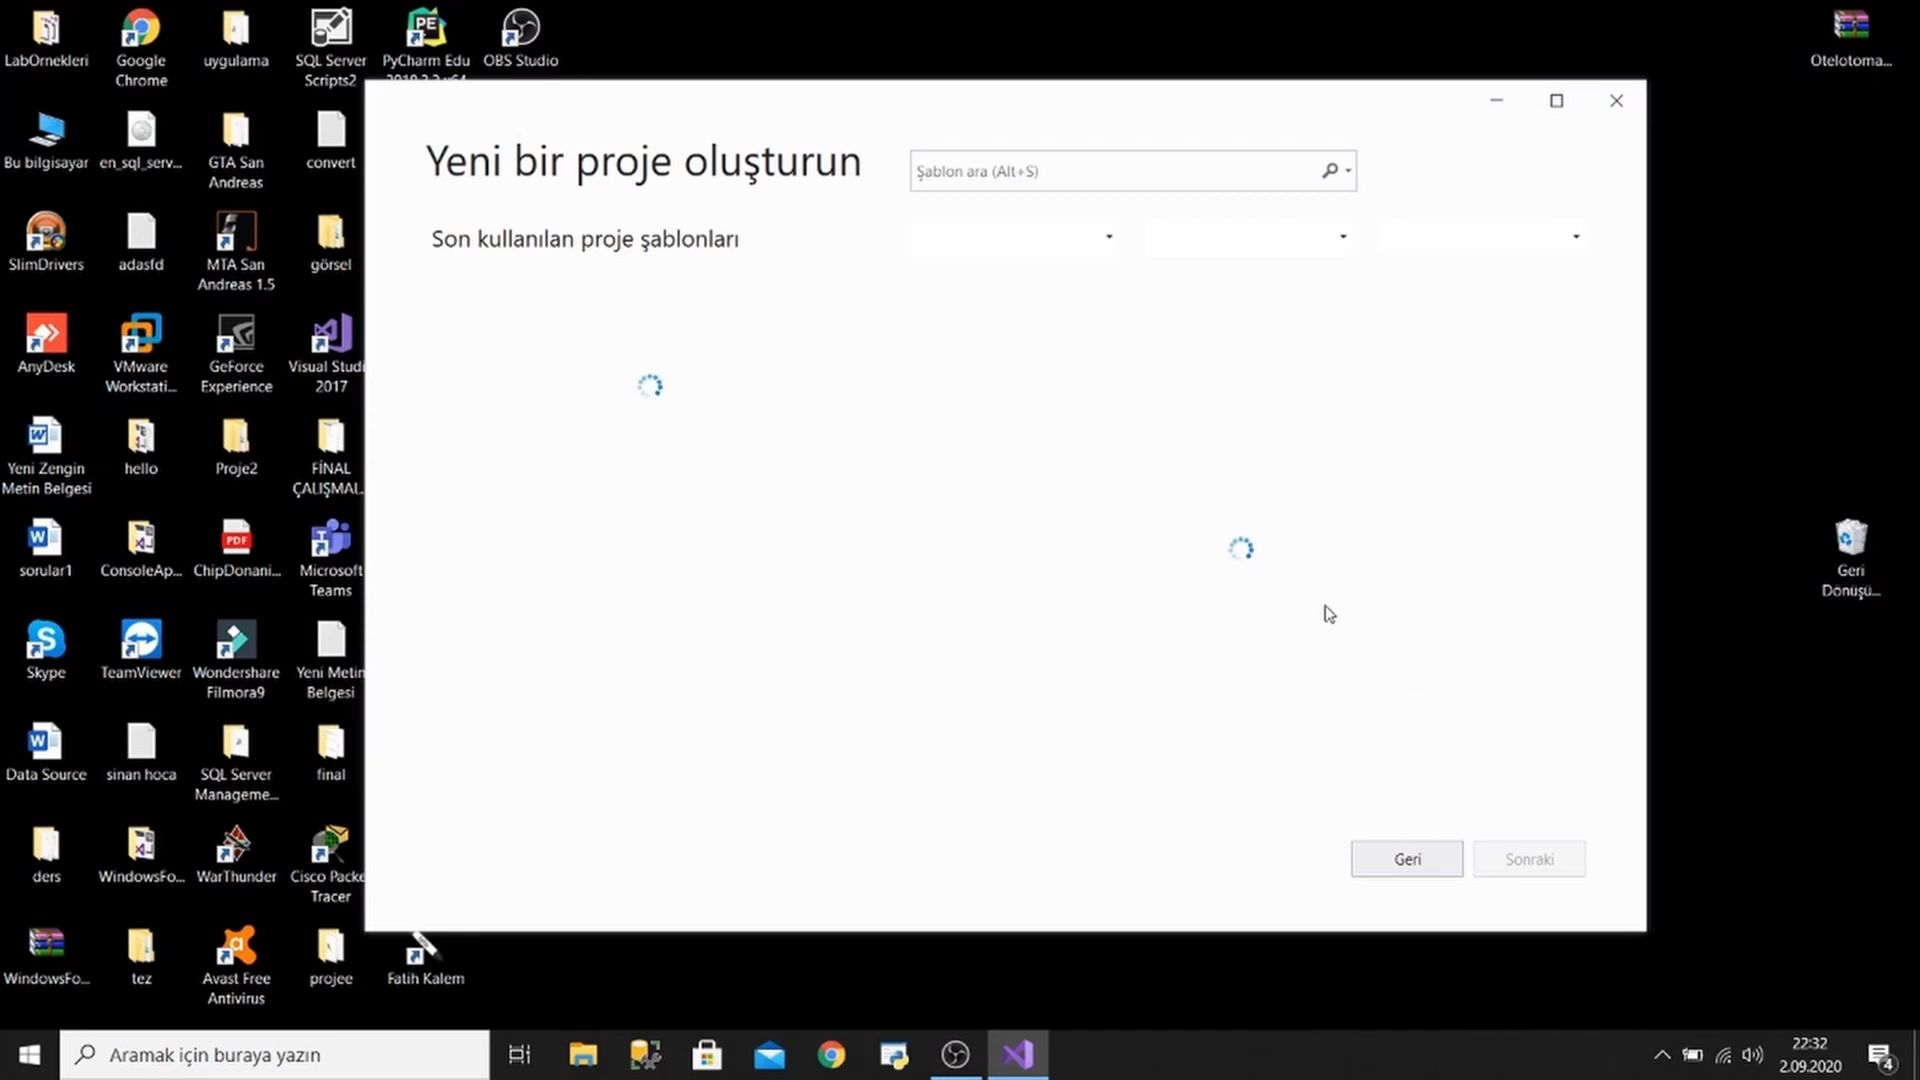 LabOrnekleri
Google
Chrome
uygulama
SQL Server
Scripts2
PyCharm Edu
OBS Studio
Otelotoma...
Bu bilgisayar
en_sql_serv...
GTA San
Andreas
convert
SlimDrivers
adasfd
MTA San
Andreas 1.5
görsel
AnyDesk
VMware
Workstati...
GeForce
Experience
Visual Studi
2017
Yeni Zengin
Metin Belgesi
hello
Proje2
FİNAL
ÇALIŞMAL.
sorular1
ConsoleAp...
ChipDonani...
Microsoft
Teams
Skype
TeamViewer
Wondershare
Filmora9
Yeni Metin
Belgesi
Data Source
sinan hoca
SQL Server
Manageme...
final
ders
WindowsFo...
WarThunder
Cisco Packe
Tracer
WindowsFo...
tez
Avast Free
Antivirus
projee
Fatih Kalem
Yeni bir proje oluşturun
Şablon ara (Alt+S)
Son kullanılan proje şablonları
Geri
Sonraki
Geri
Dönüşü...
Aramak için buraya yazın
22:32
2.09.2020
4